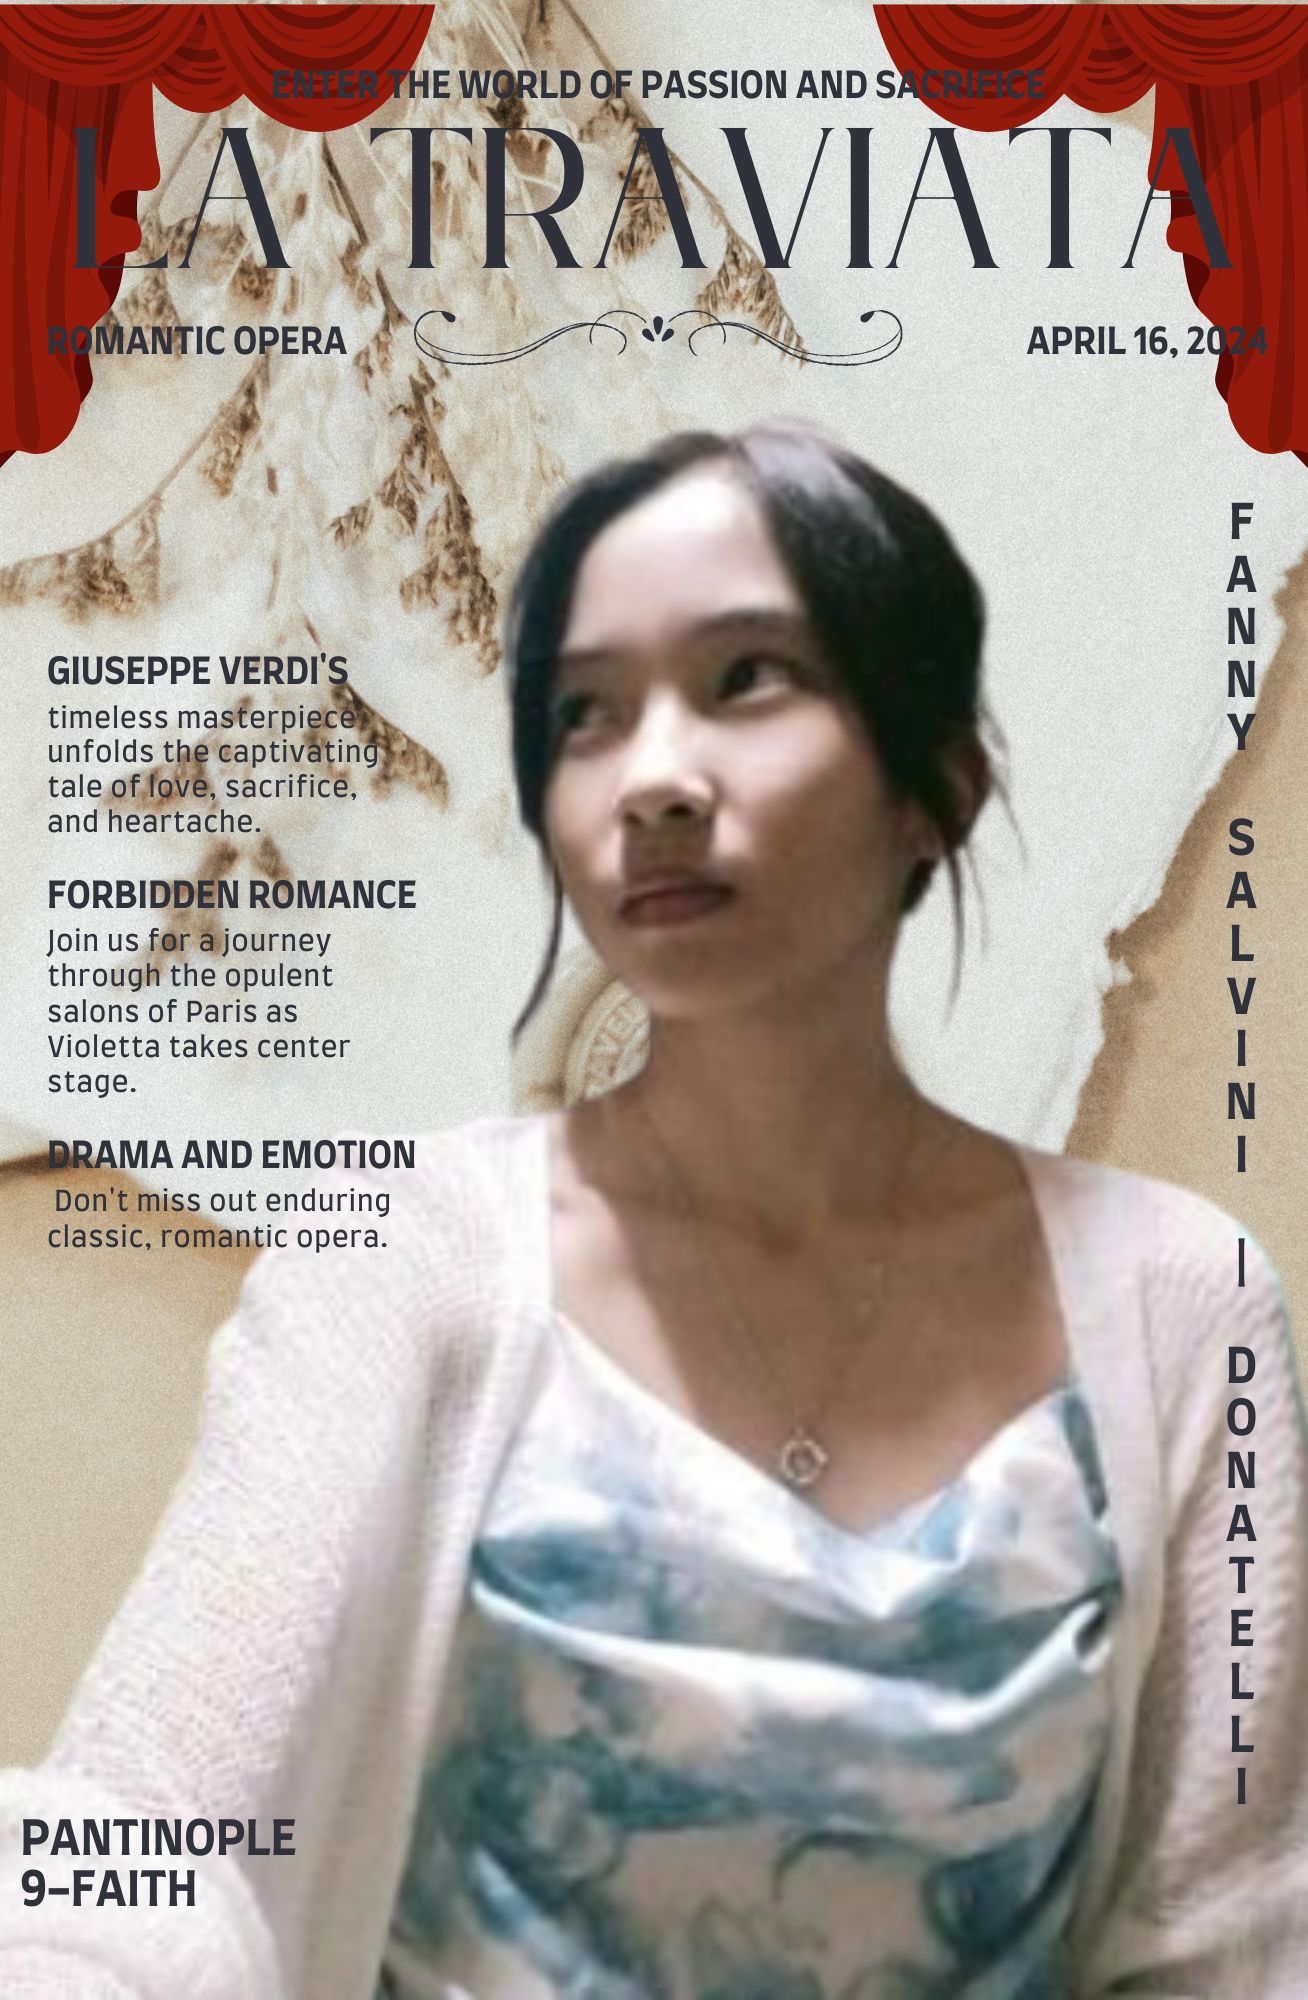 ENTER THE WORLD OF PASSION AND SACRIFICE
LA TRAVIATA
ROMANTIC OPERA
APRIL 16, 2024
GIUSEPPE VERDI'S
timeless masterpiece
unfolds the captivating
tale of love, sacrifice,
and heartache.
FORBIDDEN ROMANCE
Join us for a journey
through the opulent
salons of Paris as
Violetta takes center
stage.
DRAMA AND EMOTION
Don't miss out enduring
classic, romantic opera.
FANNY SALVINI | DONATELLI
PANTINOPLE
9-FAITH